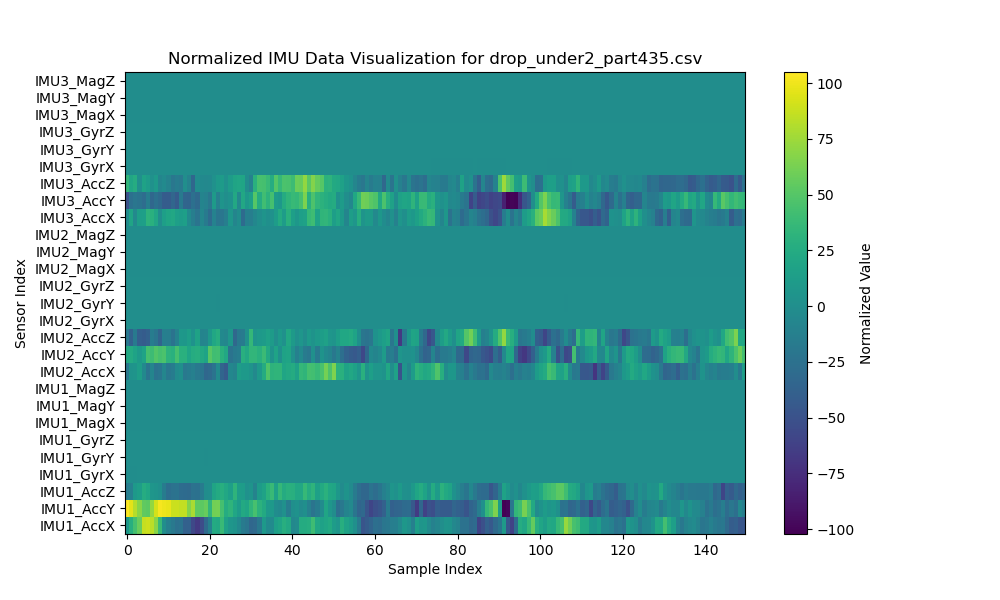 Normalized IMU Data Visualization for drop_under2_part435.csv
IMU3_MagZ
IMU3_MagY
IMU3_MagX
IMU3_GyrZ
IMU3_GyrY
IMU3_GyrX
IMU3_AccZ
IMU3_AccY
IMU3_AccX
IMU2_MagZ
IMU2_MagY
IMU2_MagX
IMU2_GyrZ
IMU2_GyrY
IMU2_GyrX
IMU2_AccZ
IMU2_AccY
IMU2_AccX
IMU1_MagZ
IMU1_MagY
IMU1_MagX
IMU1_GyrZ
IMU1_GyrY
IMU1_GyrX
IMU1_AccZ
IMU1_AccY
IMU1_AccX
Sensor Index
0 20 40 60 80 100 120 140
Sample Index
100
75
50
25
0
−25
−50
−75
−100
Normalized Value